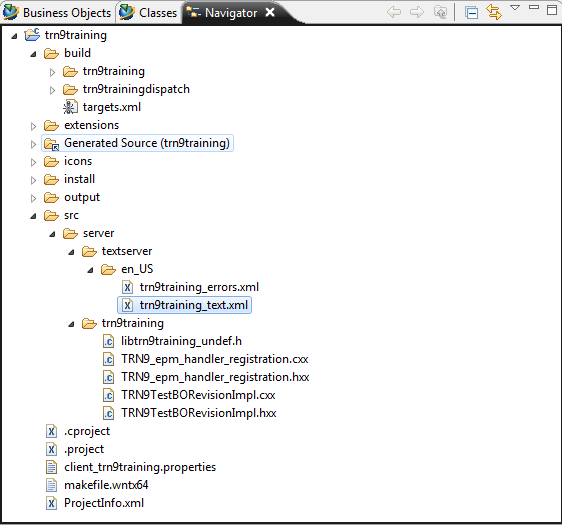 Business Objects Classes Navigator
trn9training
build
trn9training
trn9trainingdispatch
targets.xml
extensions
Generated Source (trn9training)
icons
install
output
src
server
textserver
en_US
trn9training_errors.xml
trn9training_text.xml
trn9training
libtrn9training_undef.h
TRN9_epm_handler_registration.cxx
TRN9_epm_handler_registration.hxx
TRN9TestBORevisionImpl.cxx
TRN9TestBORevisionImpl.hxx
.cproject
.project
client_trn9training.properties
makefile.wntx64
ProjectInfo.xml